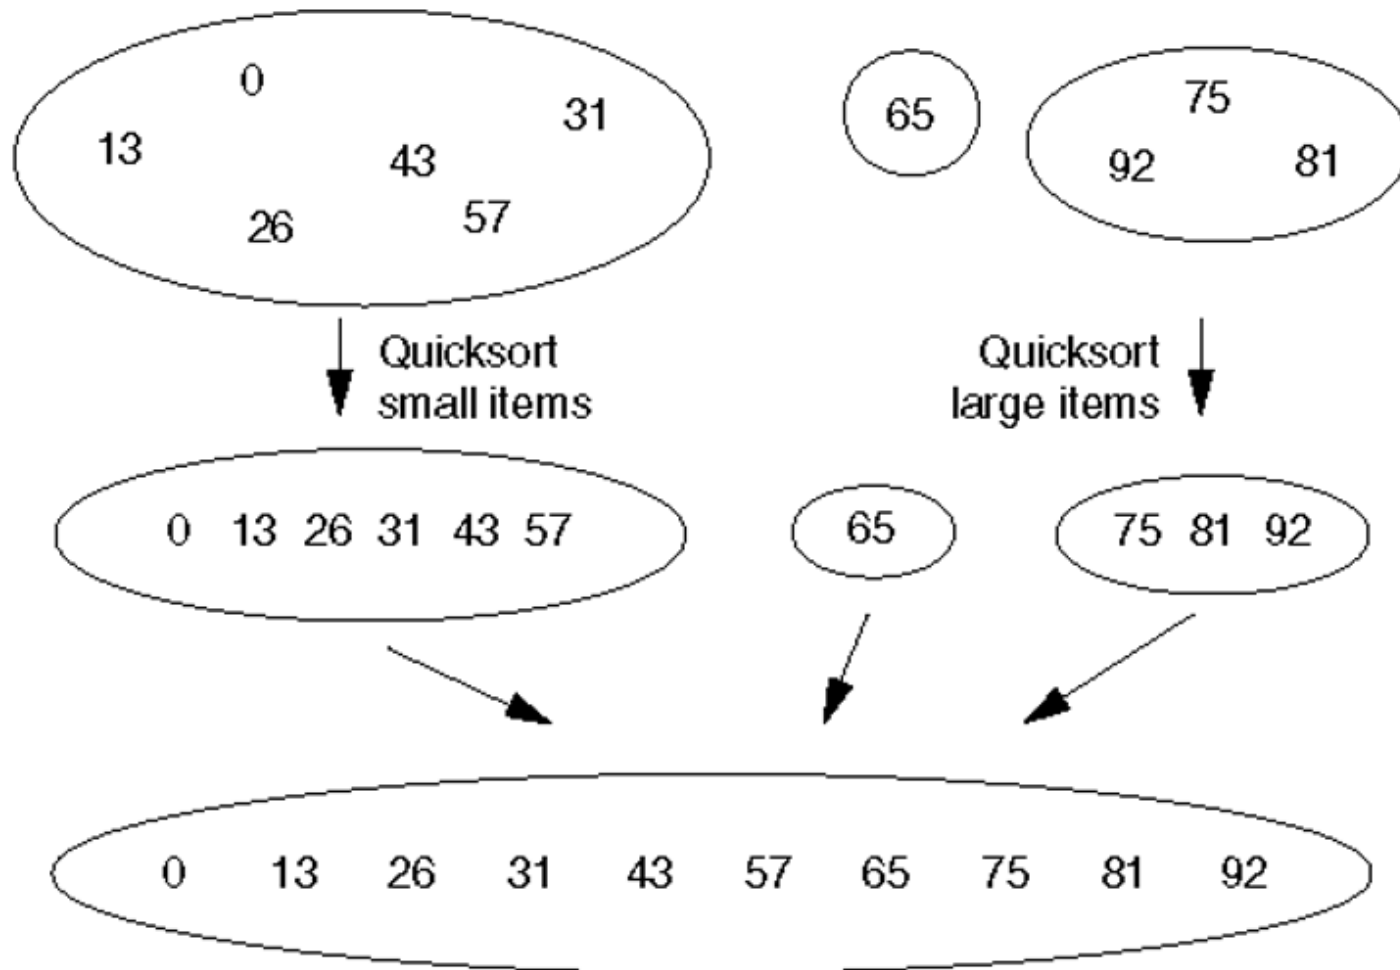 0
31
13
43
26
57
65
75
92
81
Quicksort
small items
Quicksort
large items
0 13 26 31 43 57
65
75 81 92
0 13 26 31 43 57 65 75 81 92